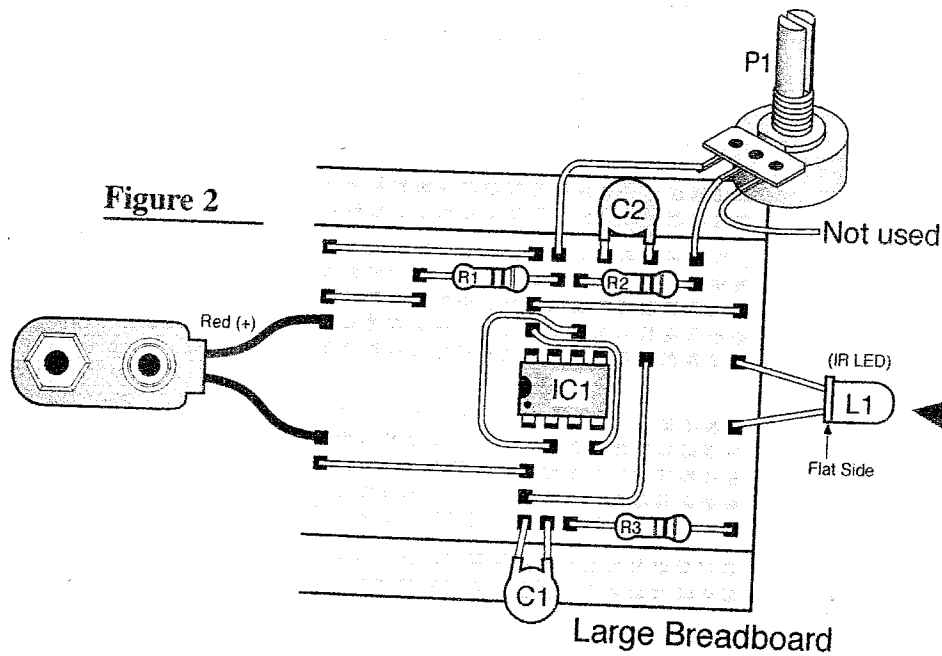 P1
Figure 2
C2
Not used
R1
R2
Red (+)
(IR LED)
IC1
L1
Flat Side
R3
C1
Large Breadboard